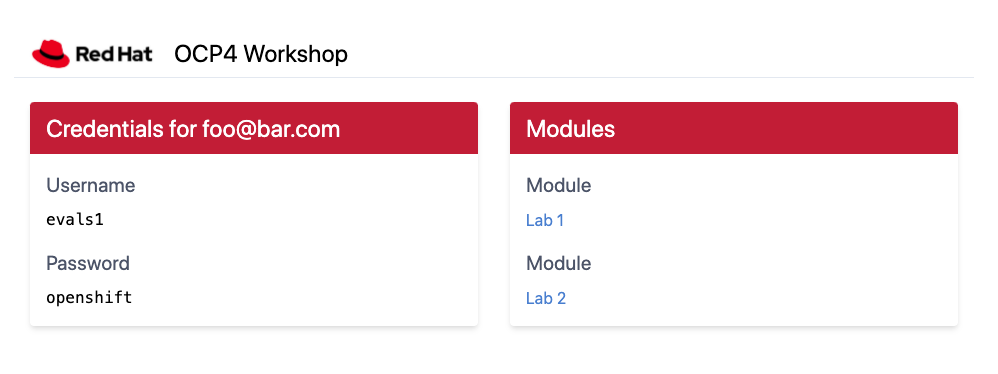 Red Hat OCP4 Workshop
Credentials for foo@bar.com
Username
evals1
Password
openshift
Modules
Module
Lab 1
Module
Lab 2